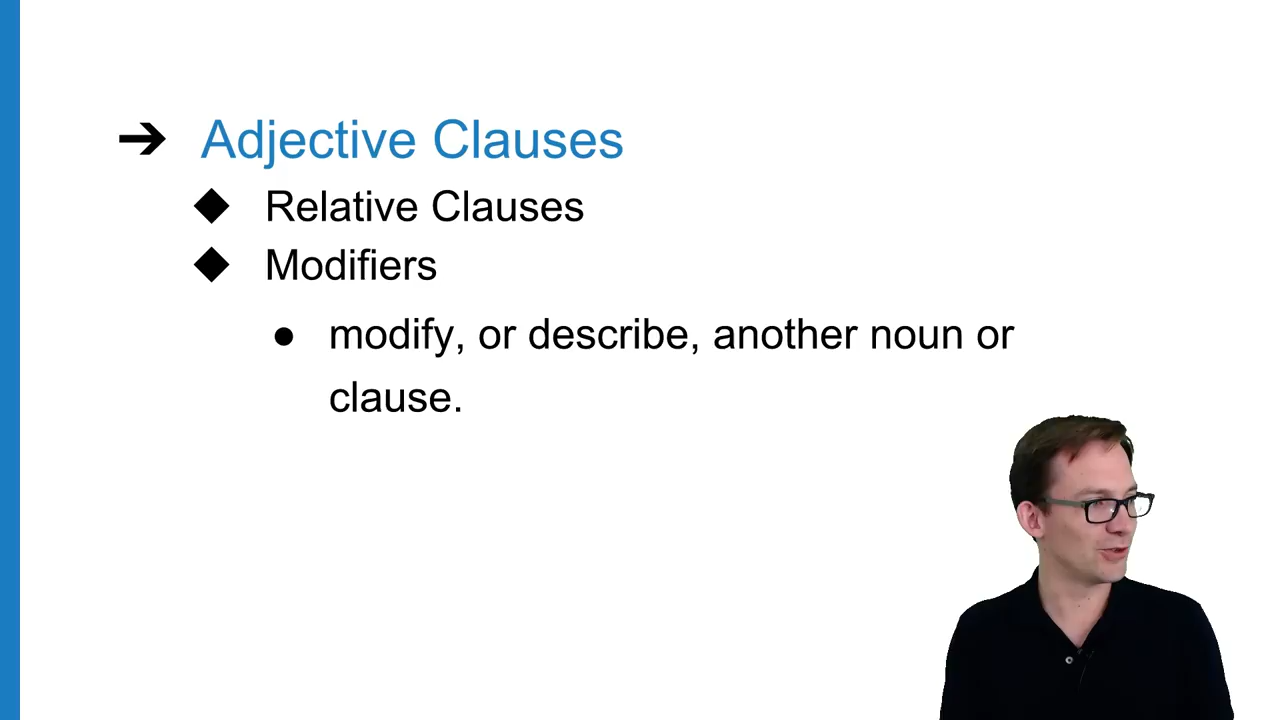 Adjective Clauses
Relative Clauses
Modifiers
modify, or describe, another noun or
clause.